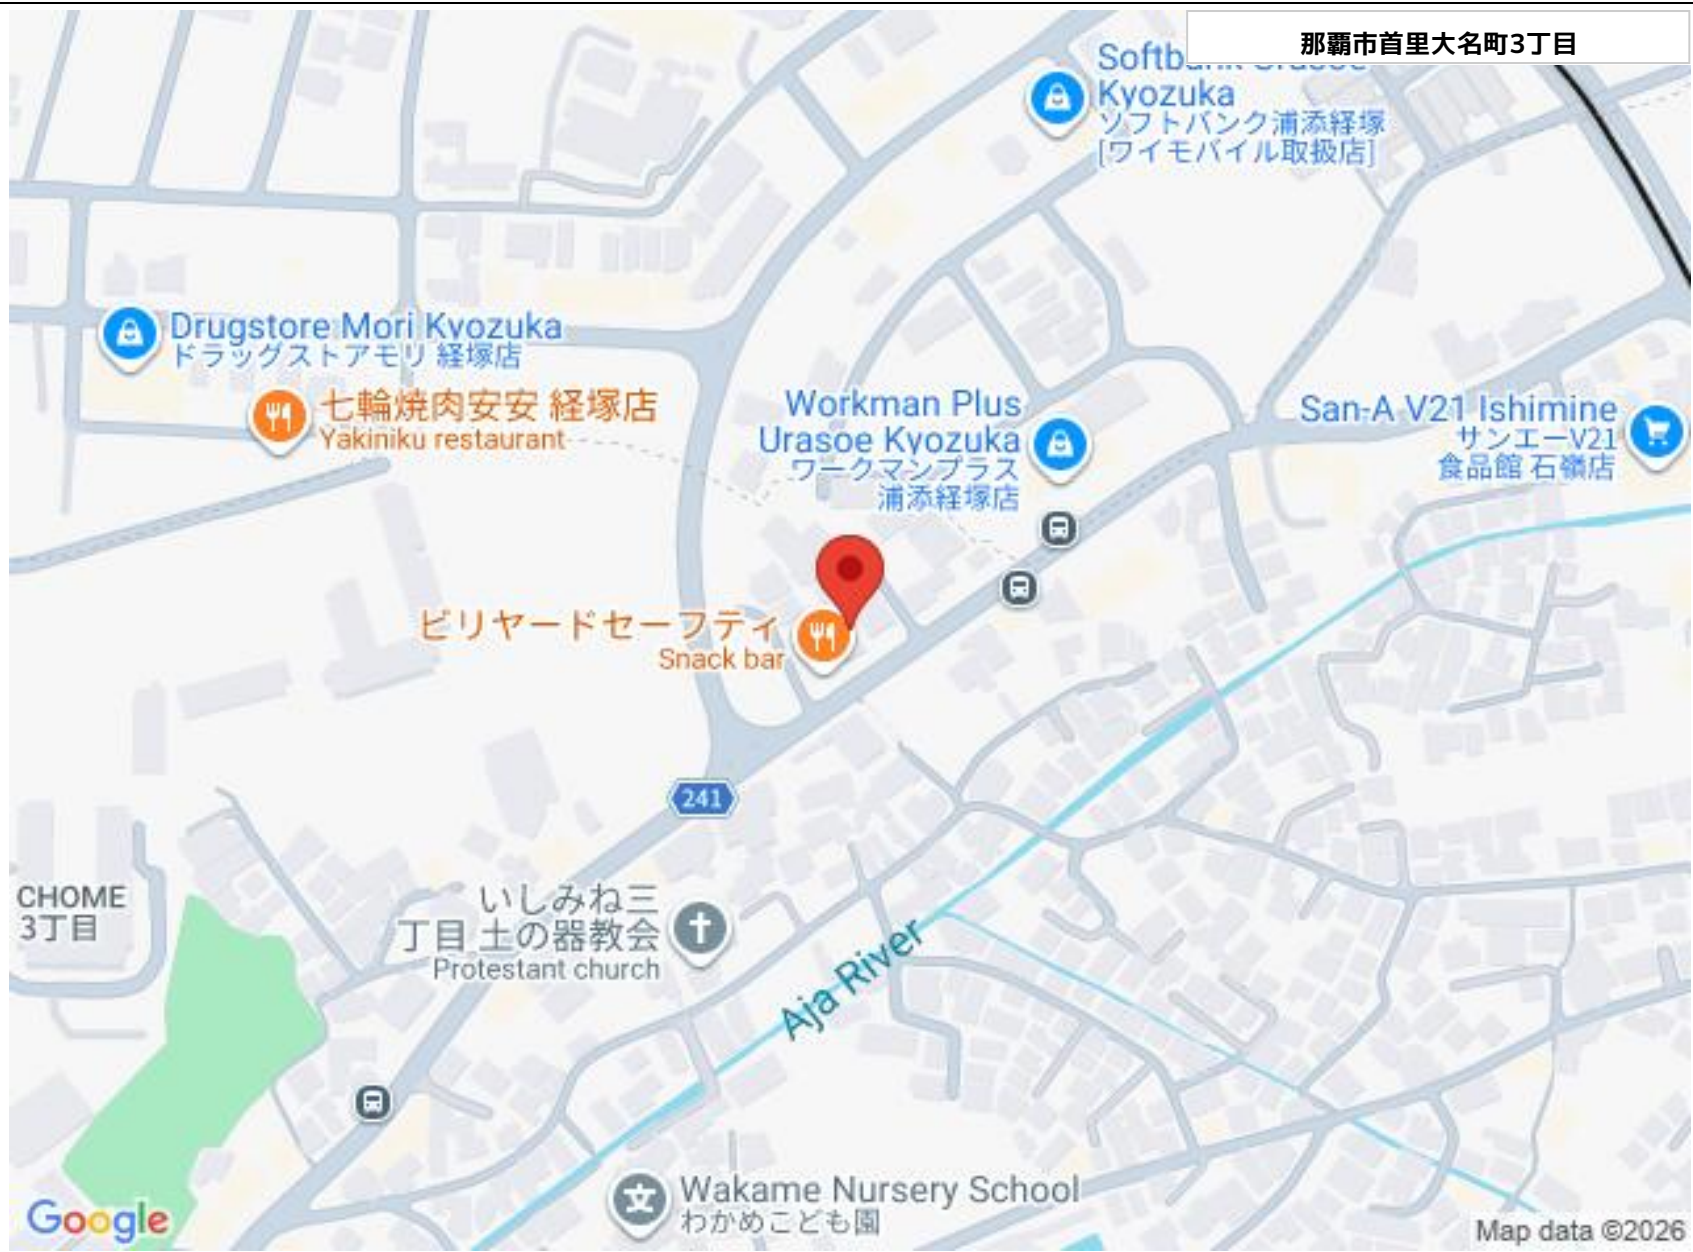 那覇市首里大名町3丁目
Kyozuka
ソフトバンク浦添経塚
[ワイモバイル取扱店]
Drugstore Mori Kyozuka
ドラッグストアモリ 経塚店
七輪焼肉安安 経塚店
Yakiniku restaurant
Workman Plus
Urasoe Kyozuka
ワークマンプラス
浦添経塚店
San-A V21 Ishimine
サンエーV21
食品館 石嶺店
ビリヤードセーフティ
Snack bar
241
CHOME
3丁目
いしみね三
丁目 土の器教会
Protestant church
Aja River
Wakame Nursery School
わかめこども園
Google
Map data ©2026